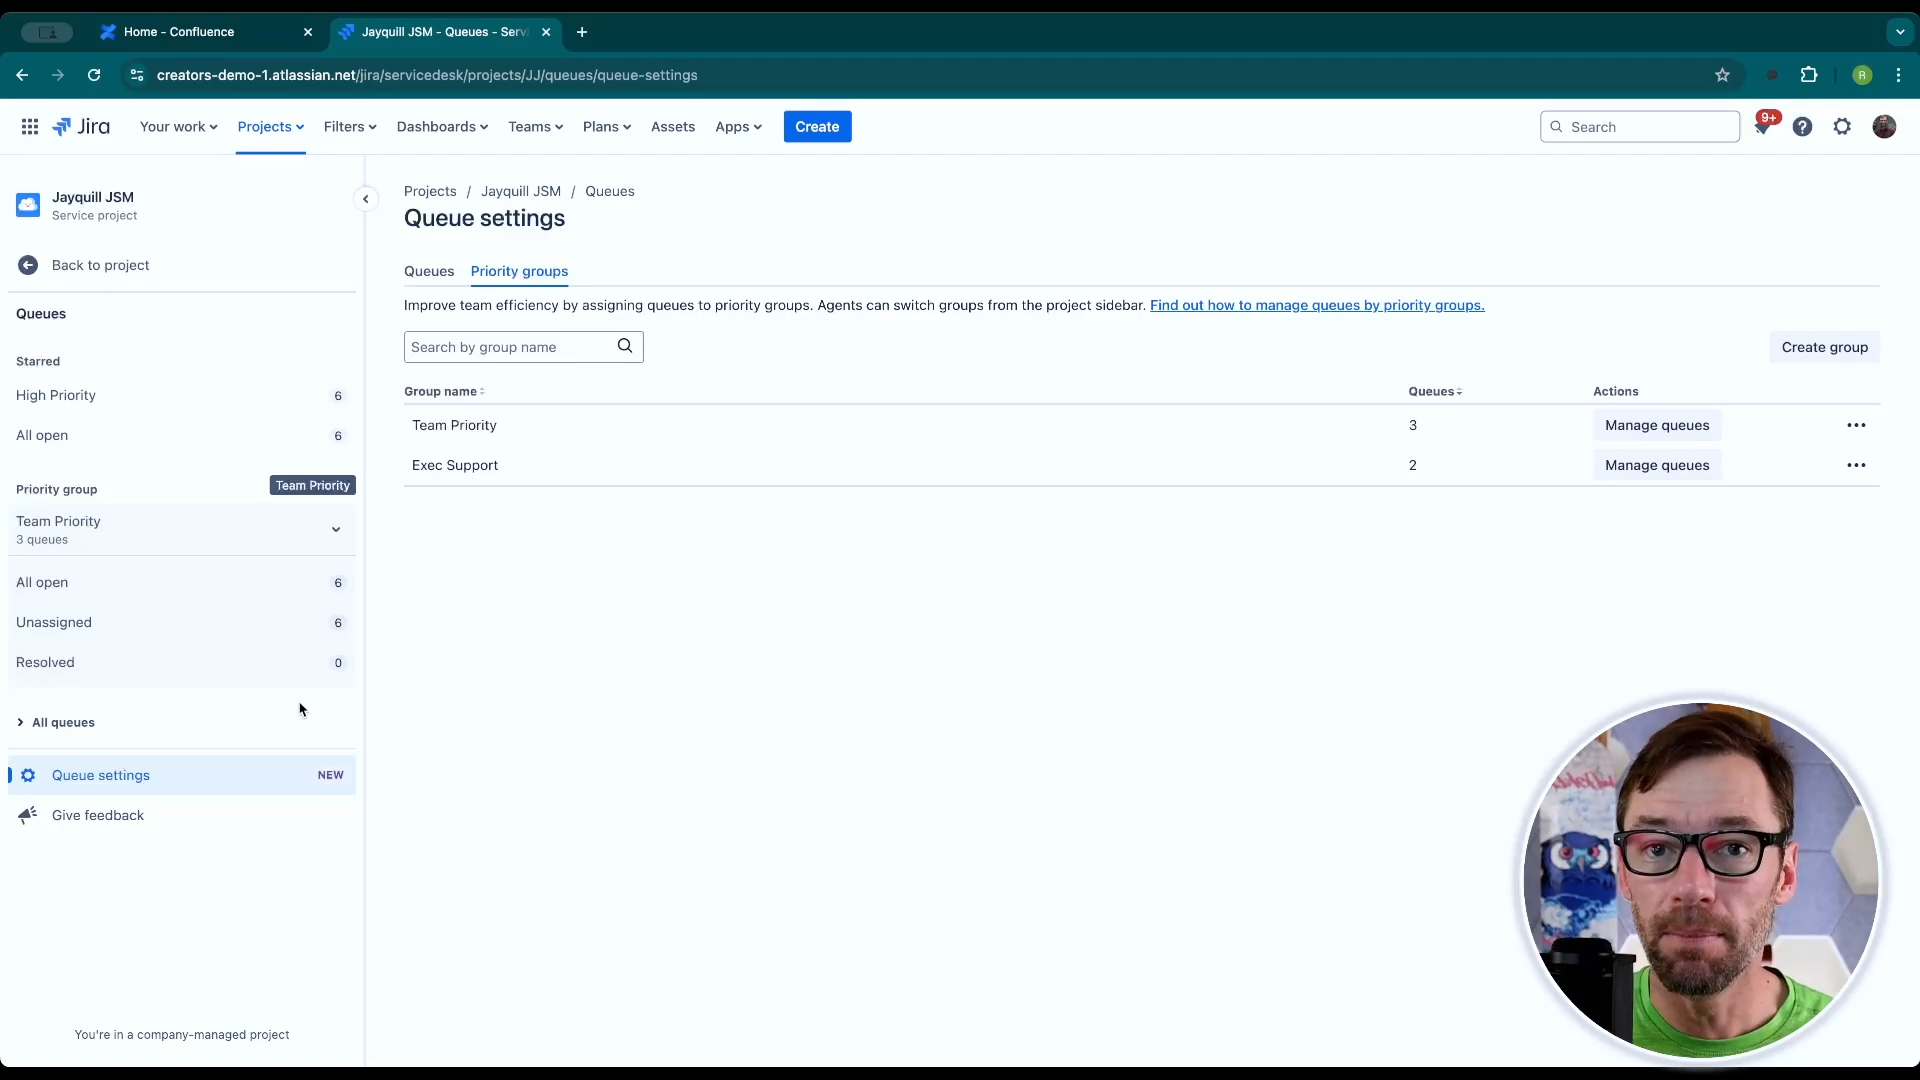 Home - Confluence
Jayquill JSM - Queues - Serv
creators-demo-1.atlassian.net/jira/servicedesk/projects/JJ/queues/queue-settings
R
Jira
Your work
Projects
Filters
Dashboards
Teams
Plans
Assets
Apps
Create
Search
9+
Jayquill JSM
Service project
Back to project
Queues
Starred
High Priority 6
All open 6
Priority group
Team Priority
Team Priority
3 queues
All open 6
Unassigned 6
Resolved 0
All queues
Queue settings NEW
Give feedback
You're in a company-managed project
Projects / Jayquill JSM / Queues
Queue settings
Queues Priority groups
Improve team efficiency by assigning queues to priority groups. Agents can switch groups from the project sidebar. Find out how to manage queues by priority groups.
Search by group name
Create group
Group name Queues Actions
Team Priority 3 Manage queues
Exec Support 2 Manage queues